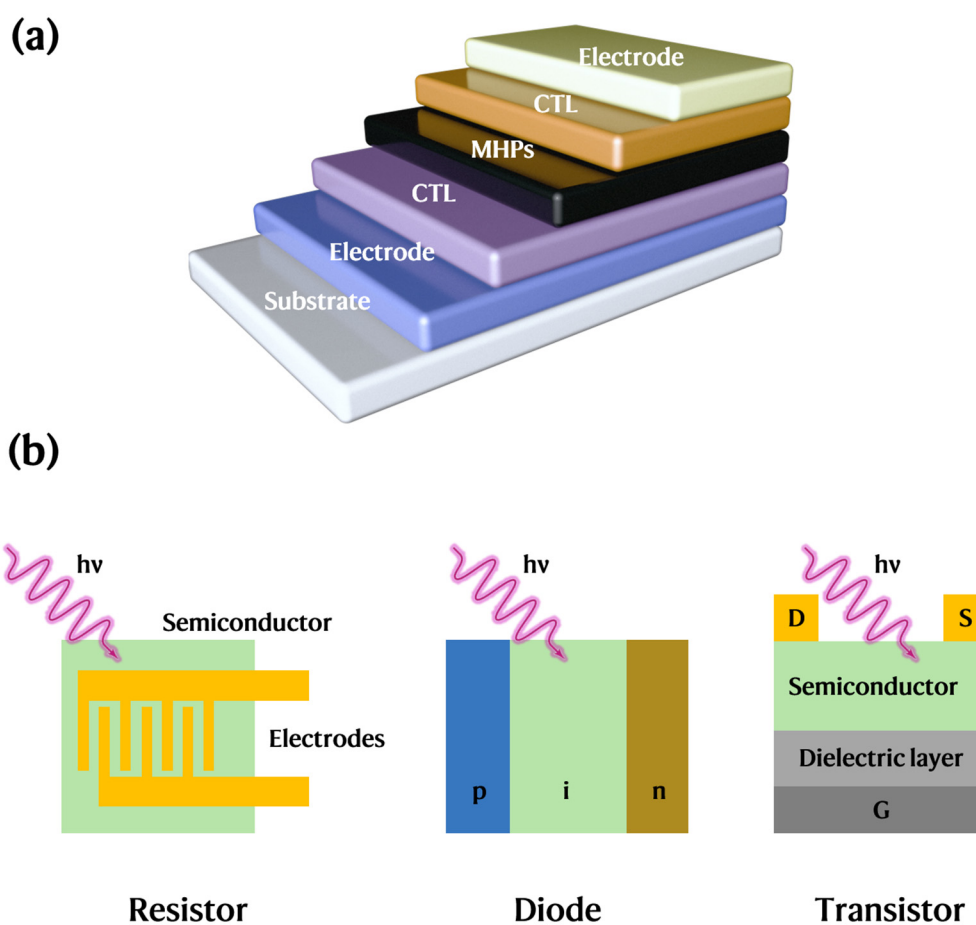 (a)
Electrode
CTL
MHPs
CTL
Electrode
Substrate
(b)
hν
Semiconductor
Electrodes
Resistor
hν
p
i
n
Diode
hν
D
S
Semiconductor
Dielectric layer
G
Transistor